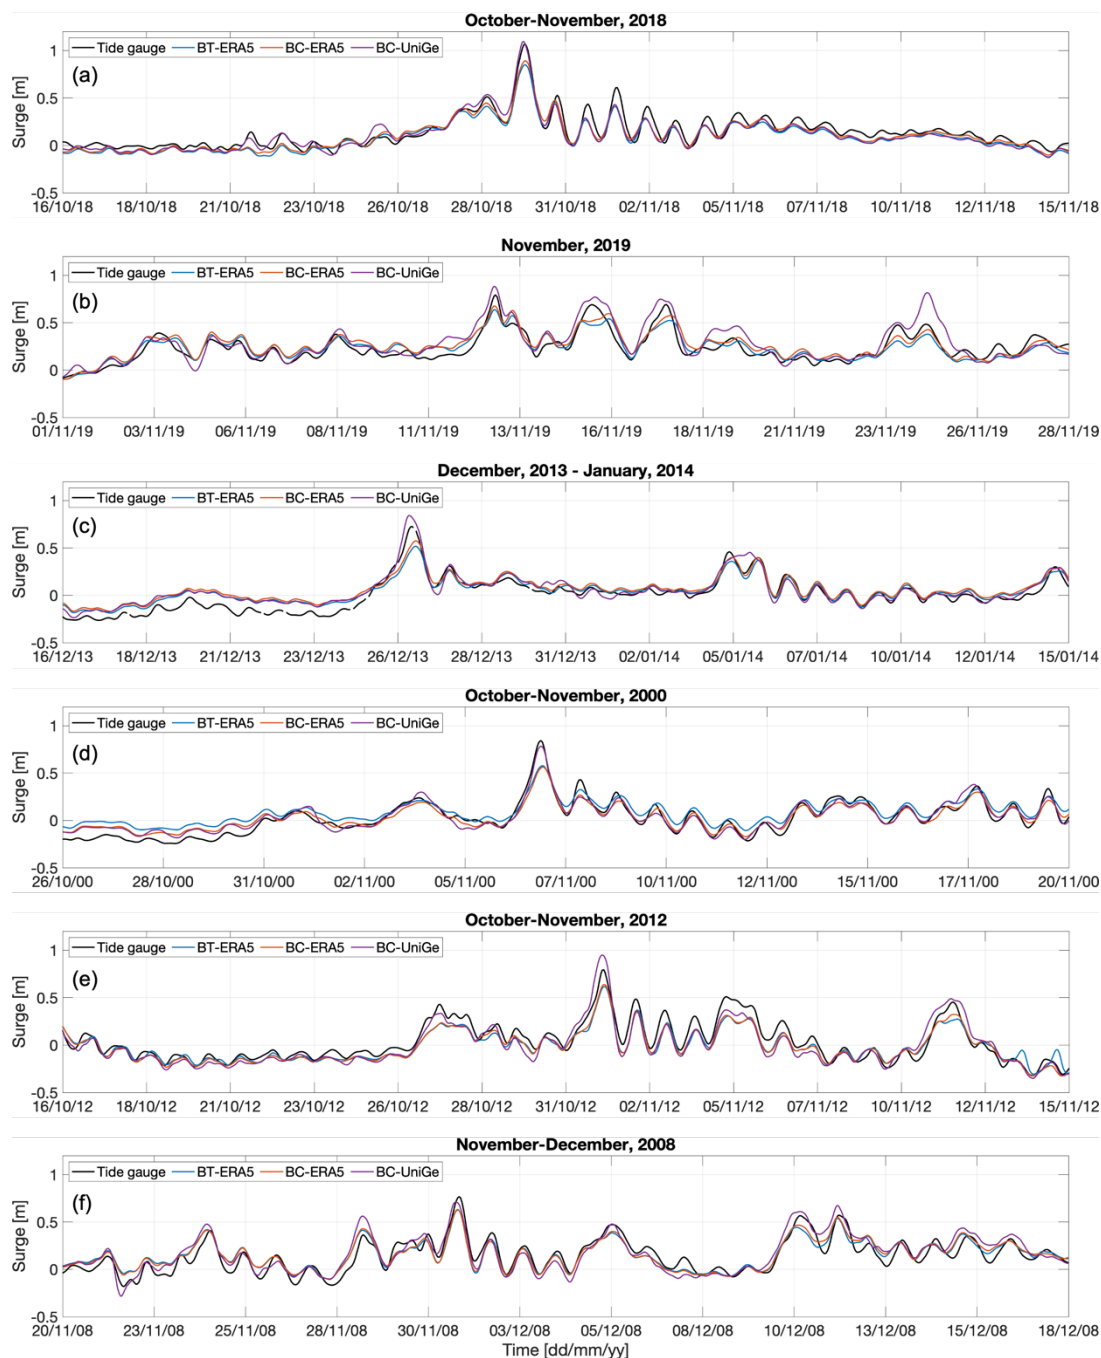 October-November, 2018
Tide gauge BT-ERA5 BC-ERA5 BC-UniGe
(a)
Surge [m]
1
0.5
0
-0.5
16/10/18 18/10/18 21/10/18 23/10/18 26/10/18 28/10/18 31/10/18 02/11/18 05/11/18 07/11/18 10/11/18 12/11/18 15/11/18
November, 2019
Tide gauge BT-ERA5 BC-ERA5 BC-UniGe
(b)
Surge [m]
1
0.5
0
-0.5
01/11/19 03/11/19 06/11/19 08/11/19 11/11/19 13/11/19 16/11/19 18/11/19 21/11/19 23/11/19 26/11/19 28/11/19
December, 2013 - January, 2014
Tide gauge BT-ERA5 BC-ERA5 BC-UniGe
(c)
Surge [m]
1
0.5
0
-0.5
16/12/13 18/12/13 21/12/13 23/12/13 26/12/13 28/12/13 31/12/13 02/01/14 05/01/14 07/01/14 10/01/14 12/01/14 15/01/14
October-November, 2000
Tide gauge BT-ERA5 BC-ERA5 BC-UniGe
(d)
Surge [m]
1
0.5
0
-0.5
26/10/00 28/10/00 31/10/00 02/11/00 05/11/00 07/11/00 10/11/00 12/11/00 15/11/00 17/11/00 20/11/00
October-November, 2012
Tide gauge BT-ERA5 BC-ERA5 BC-UniGe
(e)
Surge [m]
1
0.5
0
-0.5
16/10/12 18/10/12 21/10/12 23/10/12 26/10/12 28/10/12 31/10/12 02/11/12 05/11/12 07/11/12 10/11/12 12/11/12 15/11/12
November-December, 2008
Tide gauge BT-ERA5 BC-ERA5 BC-UniGe
(f)
Surge [m]
1
0.5
0
-0.5
20/11/08 23/11/08 25/11/08 28/11/08 30/11/08 03/12/08 05/12/08 08/12/08 10/12/08 13/12/08 15/12/08 18/12/08
Time [dd/mm/yy]